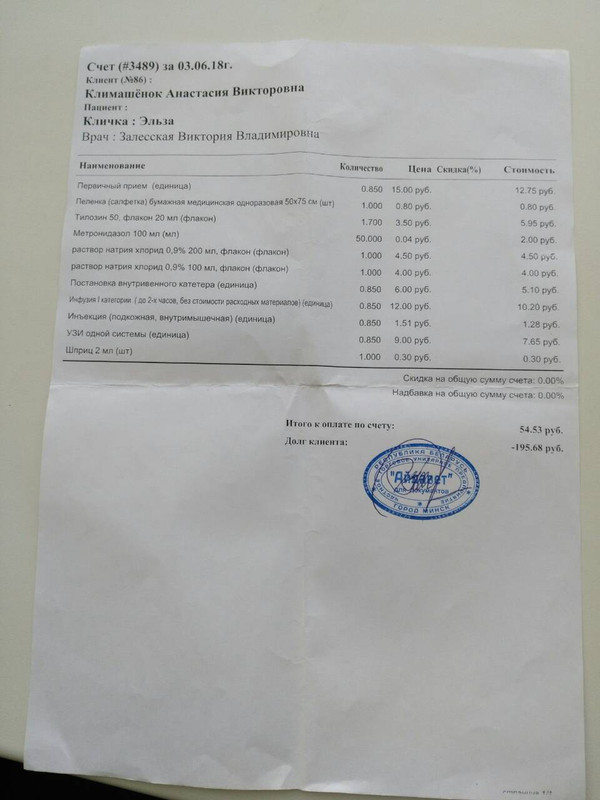 Счет (#3489) за 03.06.18г.
Клиент (№86) :
Климашёнок Анастасия Викторовна
Пациент :
Кличка : Эльза
Врач : Залесская Виктория Владимировна
Наименование Количество Цена Скидка(%) Стоимость
Первичный прием (единица) 0.850 15.00 руб. 12.75 руб.
Пеленка (салфетка) бумажная медицинская одноразовая 50x75 см (шт) 1.000 0.80 руб. 0.80 руб.
Тилозин 50, флакон 20 мл (флакон) 1.700 3.50 руб. 5.95 руб.
Метронидазол 100 мл (мл) 50.000 0.04 руб. 2.00 руб.
раствор натрия хлорид 0,9% 200 мл, флакон (флакон) 1.000 4.50 руб. 4.50 руб.
раствор натрия хлорид 0,9% 100 мл, флакон (флакон) 1.000 4.00 руб. 4.00 руб.
Постановка внутривенного катетера (единица) 0.850 6.00 руб. 5.10 руб.
Инфузия I категории ( до 2-х часов, без стоимости расходных материалов) (единица) 0.850 12.00 руб. 10.20 руб.
Инъекция (подкожная, внутримышечная) (единица) 0.850 1.51 руб. 1.28 руб.
УЗИ одной системы (единица) 0.850 9.00 руб. 7.65 руб.
Шприц 2 мл (шт) 1.000 0.30 руб. 0.30 руб.
Скидка на общую сумму счета: 0.00%
Надбавка на общую сумму счета: 0.00%
Итого к оплате по счету: 54.53 руб.
Долг клиента: -195.68 руб.
РЕСПУБЛИКА БЕЛАРУСЬ
"Айдавет"
для документов
ГОРОД МИНСК